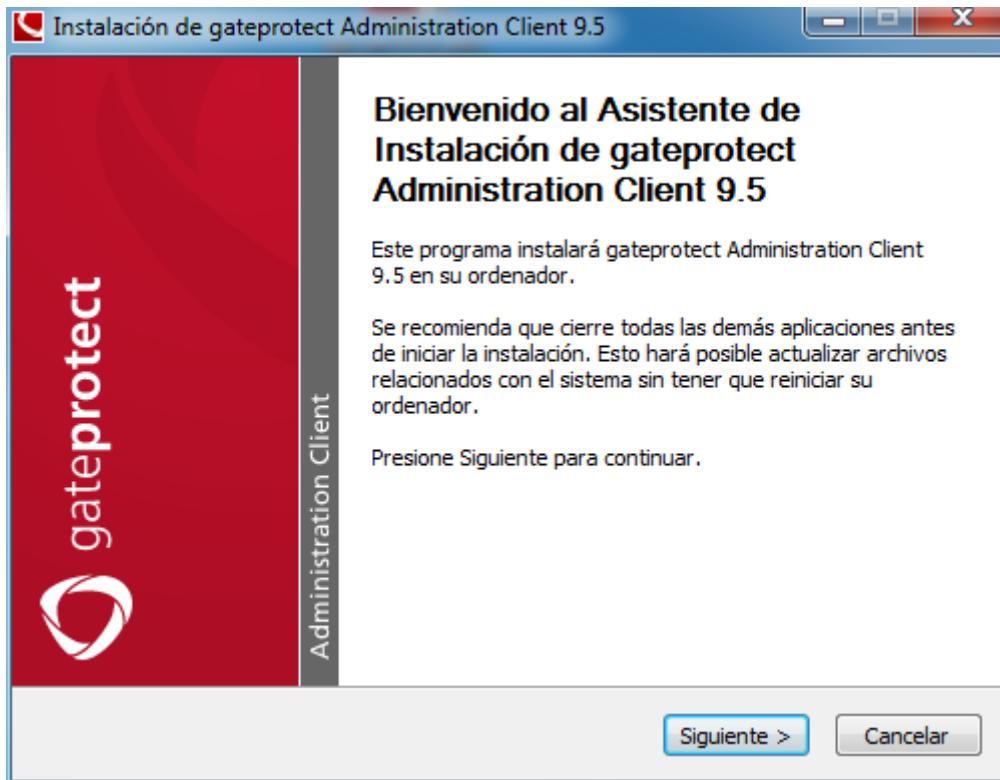 Instalación de gateprotect Administration Client 9.5
Bienvenido al Asistente de
Instalación de gateprotect
Administration Client 9.5
Este programa instalará gateprotect Administration Client
9.5 en su ordenador.
Se recomienda que cierre todas las demás aplicaciones antes
de iniciar la instalación. Esto hará posible actualizar archivos
relacionados con el sistema sin tener que reiniciar su
ordenador.
Presione Siguiente para continuar.
gateprotect
Administration Client
Siguiente >
Cancelar